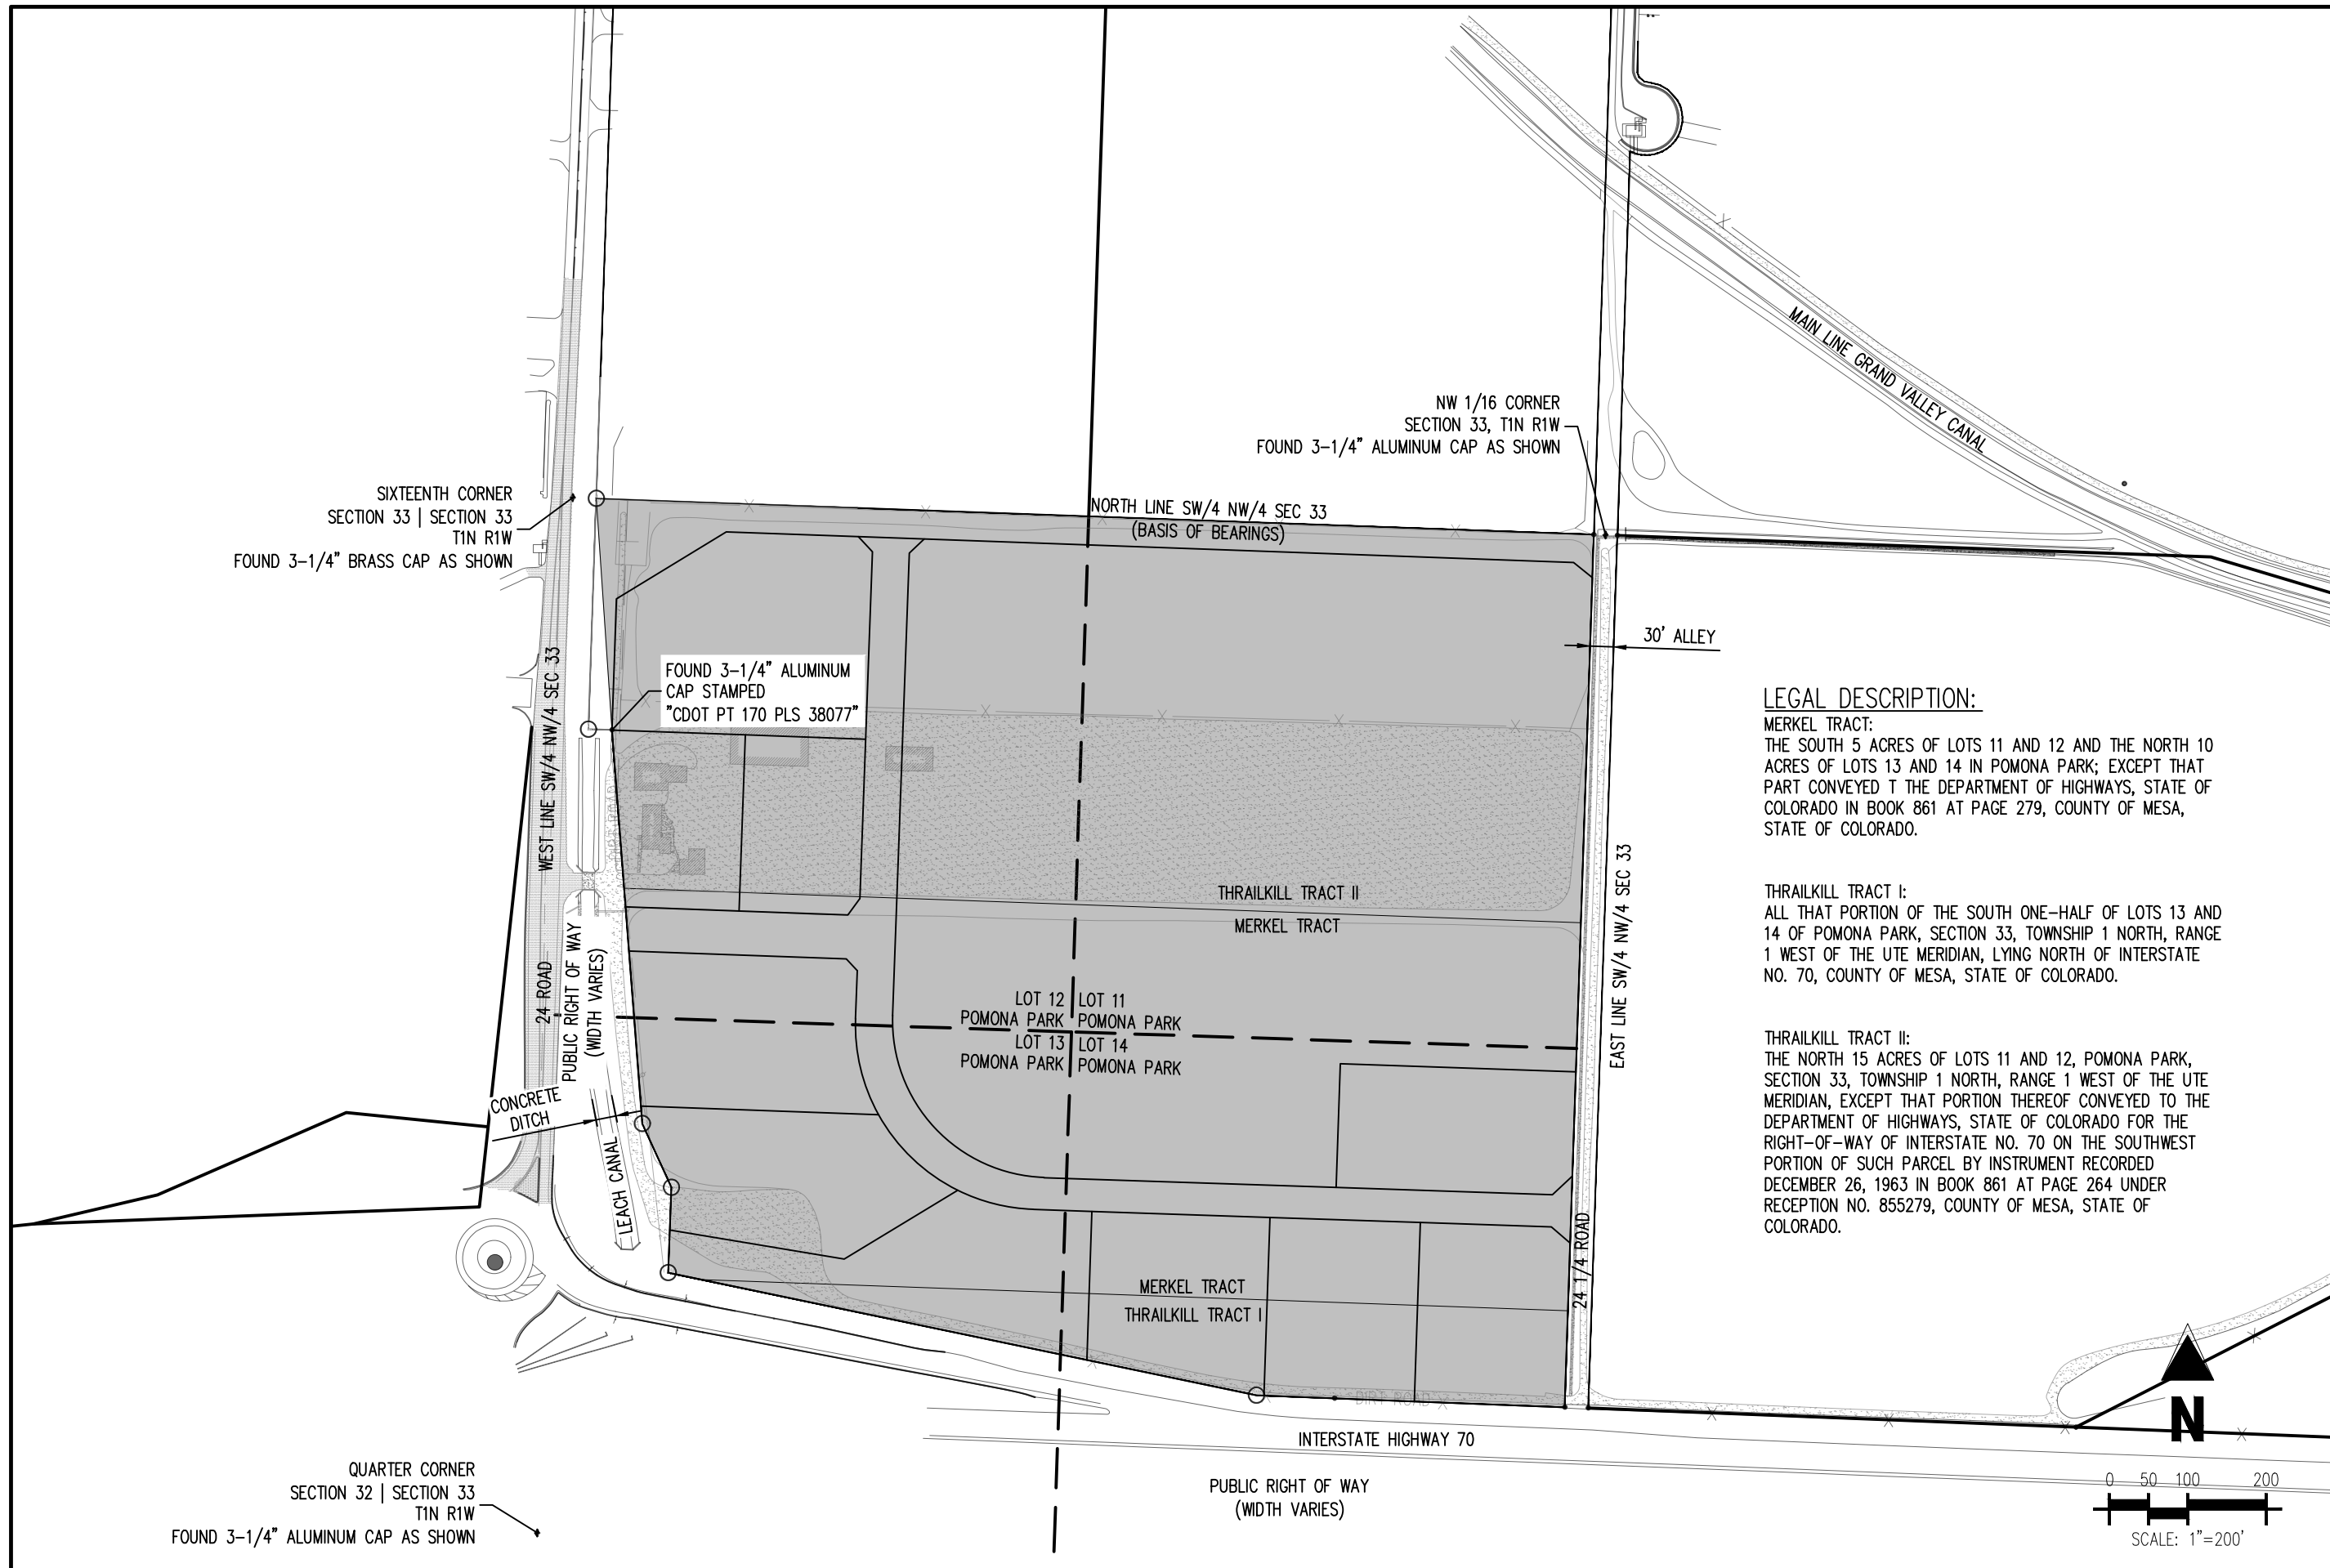 NW 1/16 CORNER
SECTION 33, T1N R1W
FOUND 3-1/4" ALUMINUM CAP AS SHOWN
MAIN LINE GRAND VALLEY CANAL
SIXTEENTH CORNER
SECTION 33 | SECTION 33
T1N R1W
FOUND 3-1/4" BRASS CAP AS SHOWN
NORTH LINE SW/4 NW/4 SEC 33
(BASIS OF BEARINGS)
30' ALLEY
FOUND 3-1/4" ALUMINUM
CAP STAMPED
"CDOT PT 170 PLS 38077"
WEST LINE SW/4 NW/4 SEC 33
EAST LINE SW/4 NW/4 SEC 33
THRAILKILL TRACT II
MERKEL TRACT
24 ROAD
PUBLIC RIGHT OF WAY
(WIDTH VARIES)
LOT 12
POMONA PARK
LOT 11
POMONA PARK
LOT 13
POMONA PARK
LOT 14
POMONA PARK
CONCRETE
DITCH
LEACH CANAL
24 1/4 ROAD
MERKEL TRACT
THRAILKILL TRACT I
DIRT ROAD
INTERSTATE HIGHWAY 70
PUBLIC RIGHT OF WAY
(WIDTH VARIES)
QUARTER CORNER
SECTION 32 | SECTION 33
T1N R1W
FOUND 3-1/4" ALUMINUM CAP AS SHOWN
LEGAL DESCRIPTION:
MERKEL TRACT:
THE SOUTH 5 ACRES OF LOTS 11 AND 12 AND THE NORTH 10
ACRES OF LOTS 13 AND 14 IN POMONA PARK; EXCEPT THAT
PART CONVEYED T THE DEPARTMENT OF HIGHWAYS, STATE OF
COLORADO IN BOOK 861 AT PAGE 279, COUNTY OF MESA,
STATE OF COLORADO.
THRAILKILL TRACT I:
ALL THAT PORTION OF THE SOUTH ONE-HALF OF LOTS 13 AND
14 OF POMONA PARK, SECTION 33, TOWNSHIP 1 NORTH, RANGE
1 WEST OF THE UTE MERIDIAN, LYING NORTH OF INTERSTATE
NO. 70, COUNTY OF MESA, STATE OF COLORADO.
THRAILKILL TRACT II:
THE NORTH 15 ACRES OF LOTS 11 AND 12, POMONA PARK,
SECTION 33, TOWNSHIP 1 NORTH, RANGE 1 WEST OF THE UTE
MERIDIAN, EXCEPT THAT PORTION THEREOF CONVEYED TO THE
DEPARTMENT OF HIGHWAYS, STATE OF COLORADO FOR THE
RIGHT-OF-WAY OF INTERSTATE NO. 70 ON THE SOUTHWEST
PORTION OF SUCH PARCEL BY INSTRUMENT RECORDED
DECEMBER 26, 1963 IN BOOK 861 AT PAGE 264 UNDER
RECEPTION NO. 855279, COUNTY OF MESA, STATE OF
COLORADO.
N
0 50 100 200
SCALE: 1"=200'